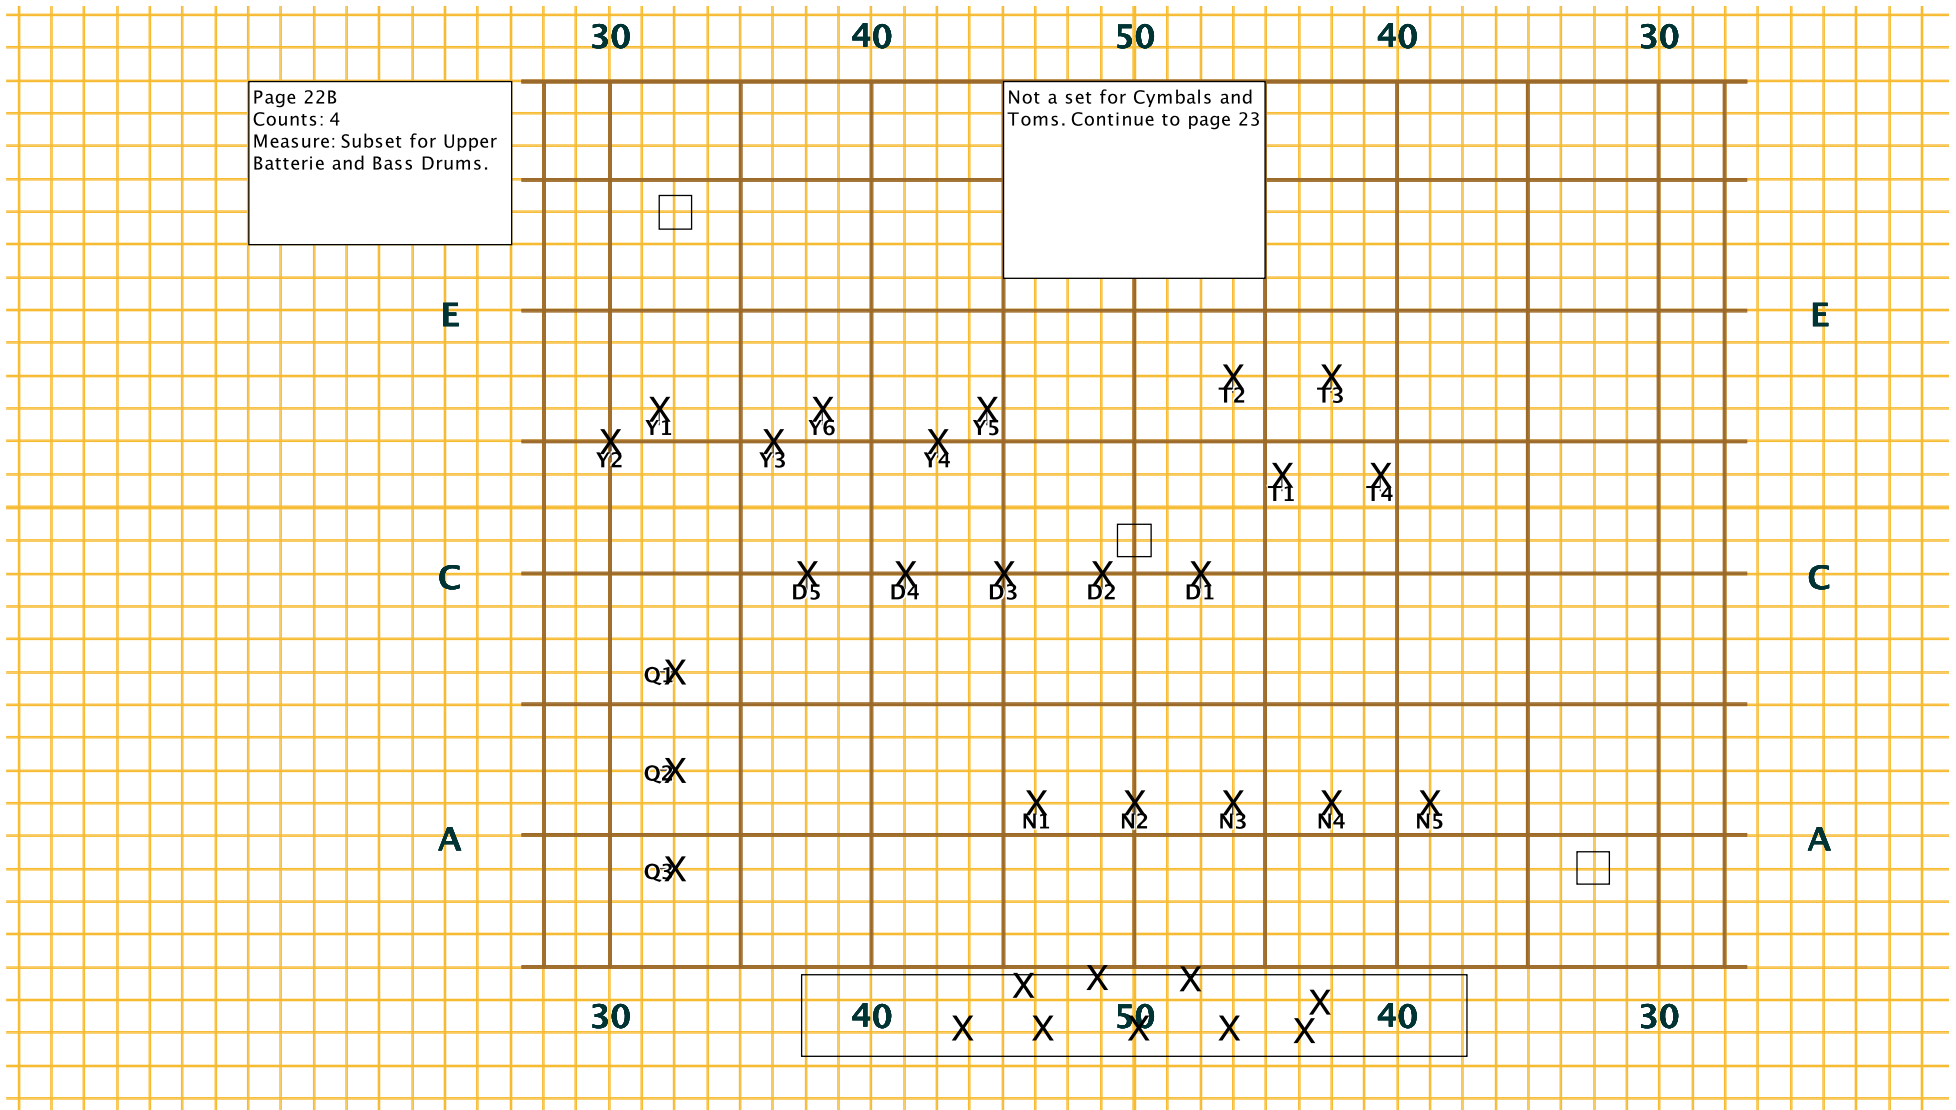 30 40 50 40 30
Page 22B
Counts: 4
Measure: Subset for Upper
Batterie and Bass Drums.
Not a set for Cymbals and
Toms. Continue to page 23
E E
X X
T2 T3
X X X
Y1 Y6 Y5
X X X
Y2 Y3 Y4
X X
T1 T4
C X X X X X C
D5 D4 D3 D2 D1
Q1 X
Q2 X
X X X X X
N1 N2 N3 N4 N5
A A
Q3 X
X X X
X
30 40 50 40 30
X X X X X